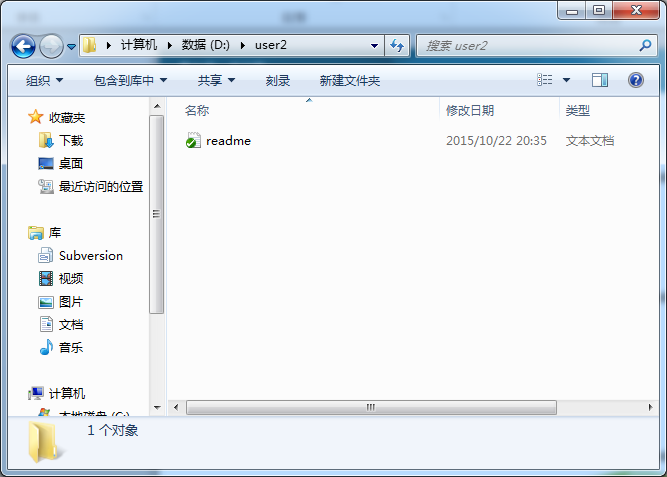 计算机 数据 (D:) user2 搜索 user2
组织 包含到库中 共享 刻录 新建文件夹
名称 修改日期 类型
readme 2015/10/22 20:35 文本文档
收藏夹
下载
桌面
最近访问的位置
库
Subversion
视频
图片
文档
音乐
计算机
本地磁盘 (C:)
1 个对象